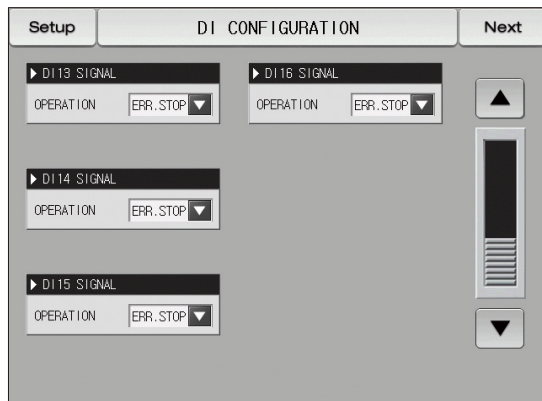 Setup
DI CONFIGURATION
Next
DI13 SIGNAL
OPERATION ERR.STOP
DI16 SIGNAL
OPERATION ERR.STOP
DI14 SIGNAL
OPERATION ERR.STOP
DI15 SIGNAL
OPERATION ERR.STOP